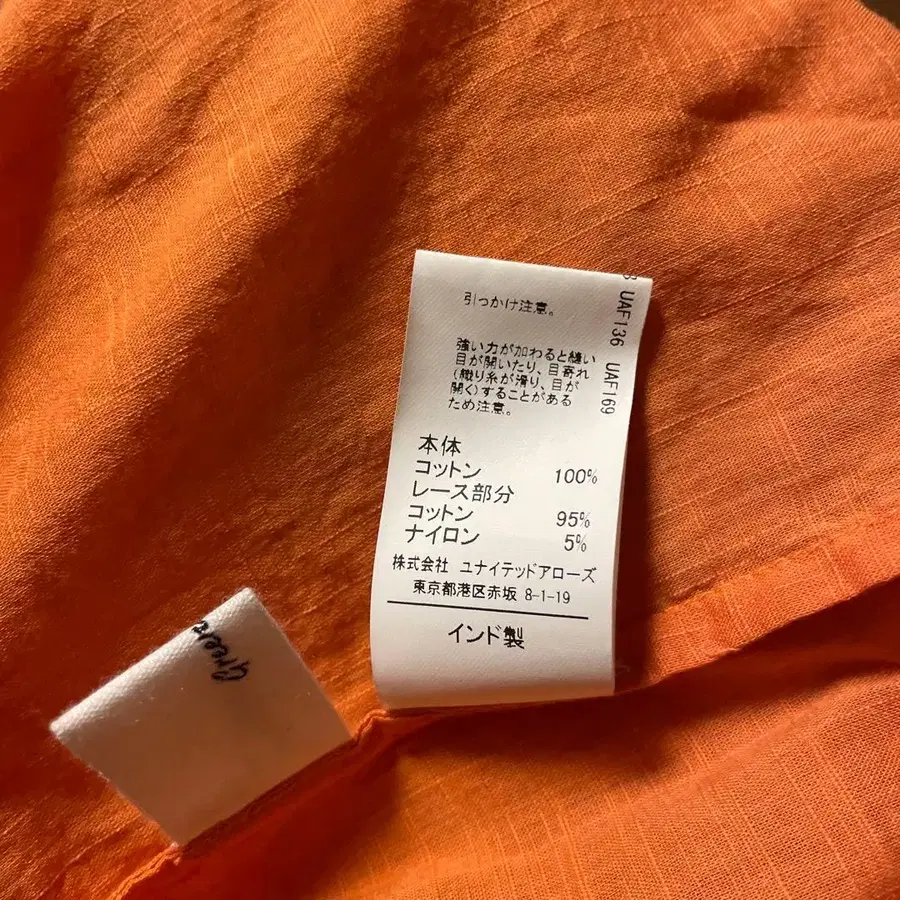 引っかけ注意。
強い力が加わると縫い
目が開いたり、目寄れ
(織り糸が滑り、目が
開く)することがある
ため注意。
本体
コットン 100%
レース部分
コットン 95%
ナイロン 5%
株式会社 ユナイテッドアローズ
東京都港区赤坂 8-1-19
インド製
UAF136 UAF169
Green